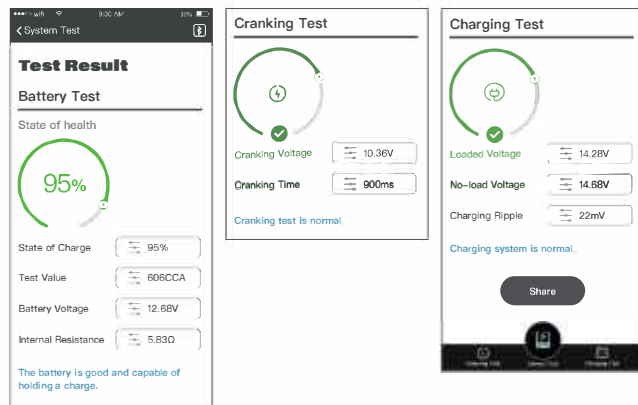 wifi
9:30 AM
30%
System Test
Test Result
Battery Test
State of health
95%
State of Charge
95%
Test Value
606CCA
Battery Voltage
12.68V
Internal Resistance
5.83Ω
The battery is good and capable of
holding a charge.
Cranking Test
Cranking Voltage
10.36V
Cranking Time
900ms
Cranking test is normal
Charging Test
Loaded Voltage
14.28V
No-load Voltage
14.68V
Charging Ripple
22mV
Charging system is normal.
Share